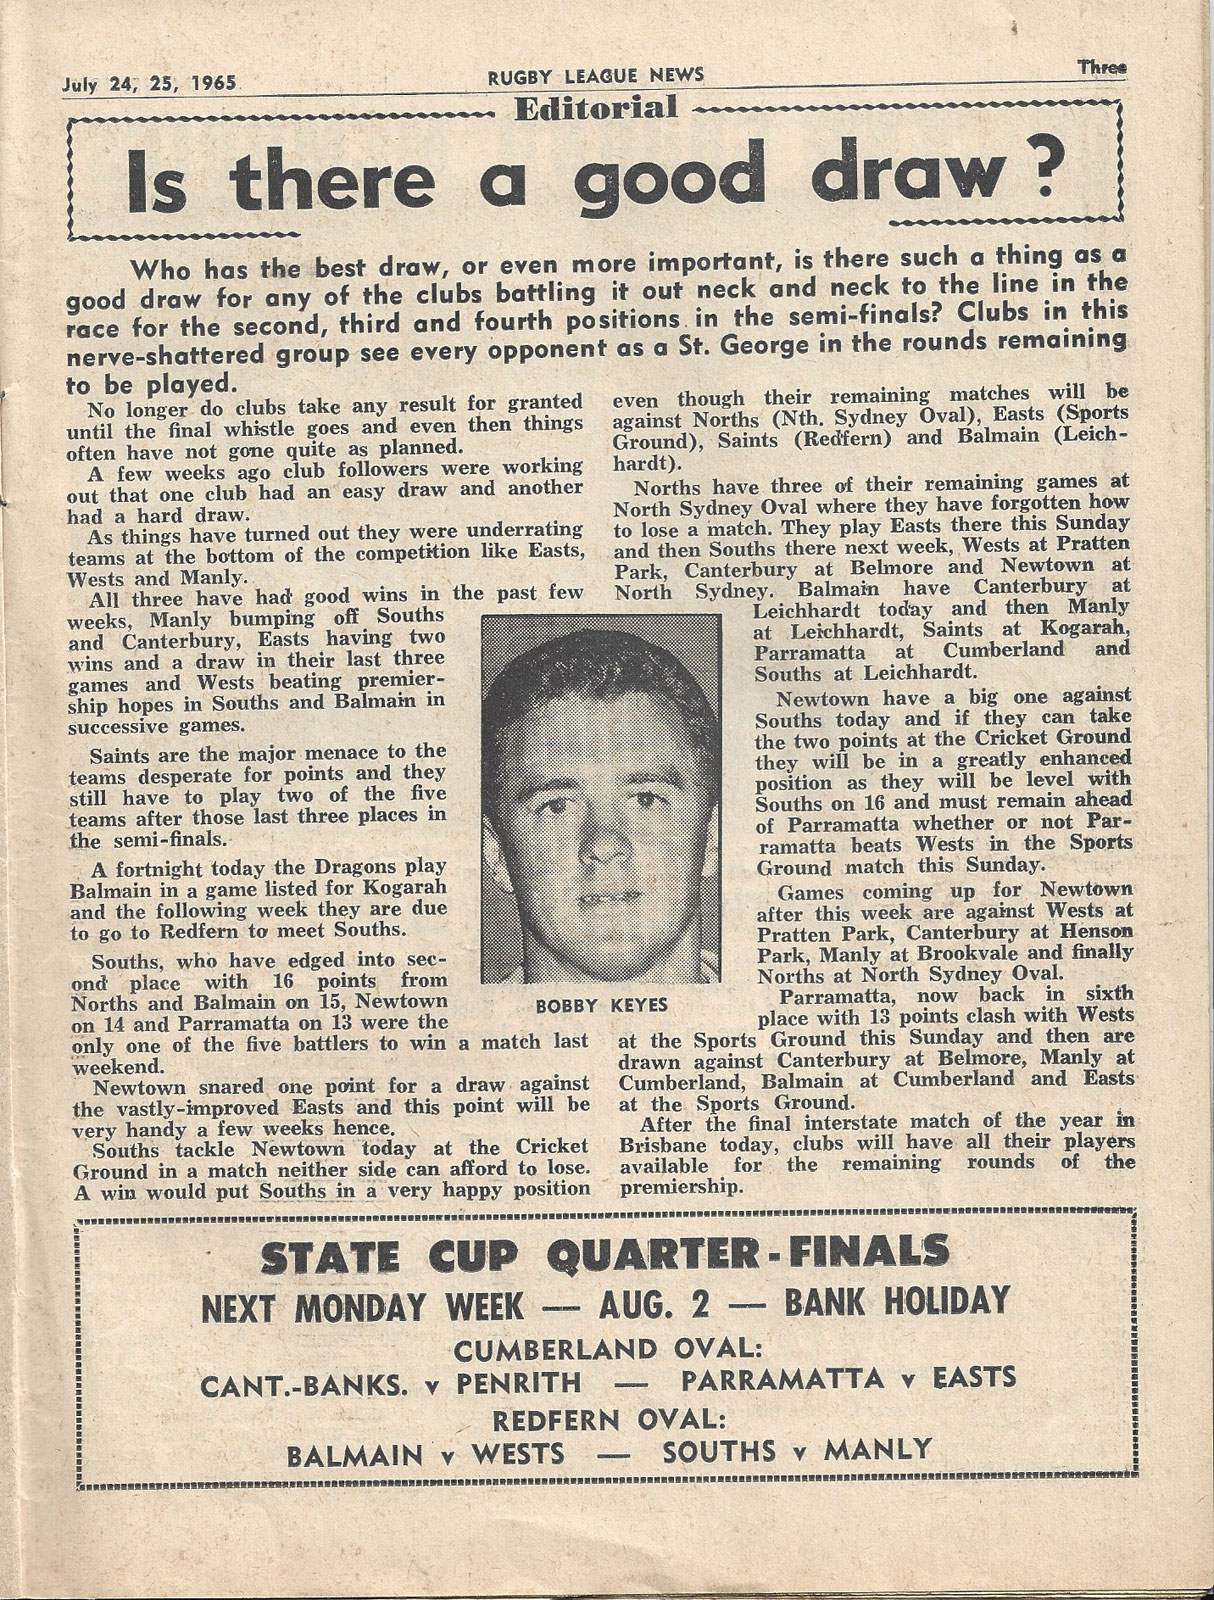 July 24, 25, 1965
RUGBY LEAGUE NEWS
Three
Editorial
Is there a good draw?
Who has the best draw, or even more important, is there such a thing as a
good draw for any of the clubs battling it out neck and neck to the line in the
race for the second, third and fourth positions in the semi-finals? Clubs in this
nerve-shattered group see every opponent as a St. George in the rounds remaining
to be played.
No longer do clubs take any result for granted
until the final whistle goes and even then things
often have not gone quite as planned.
A few weeks ago club followers were working
out that one club had an easy draw and another
had a hard draw.
As things have turned out they were underrating
teams at the bottom of the competition like Easts,
Wests and Manly.
All three have had good wins in the past few
weeks, Manly bumping off Souths
and Canterbury, Easts having two
wins and a draw in their last three
games and Wests beating premier-
ship hopes in Souths and Balmain in
successive games.
Saints are the major menace to the
teams desperate for points and they
still have to play two of the five
teams after those last three places in
the semi-finals.
A fortnight today the Dragons play
Balmain in a game listed for Kogarah
and the following week they are due
to go to Redfern to meet Souths.
Souths, who have edged into sec-
ond place with 16 points from
Norths and Balmain on 15, Newtown
on 14 and Parramatta on 13 were the
only one of the five battlers to win a match last
weekend.
Newtown snared one point for a draw against
the vastly-improved Easts and this point will be
very handy a few weeks hence.
Souths tackle Newtown today at the Cricket
Ground in a match neither side can afford to lose.
A win would put Souths in a very happy position
even though their remaining matches will be
against Norths (Nth. Sydney Oval), Easts (Sports
Ground), Saints (Redfern) and Balmain (Leich-
hardt).
Norths have three of their remaining games at
North Sydney Oval where they have forgotten how
to lose a match. They play Easts there this Sunday
and then Souths there next week, Wests at Pratten
Park, Canterbury at Belmore and Newtown at
North Sydney. Balmain have Canterbury at
Leichhardt today and then Manly
at Leichhardt, Saints at Kogarah,
Parramatta at Cumberland and
Souths at Leichhardt.
Newtown have a big one against
Souths today and if they can take
the two points at the Cricket Ground
they will be in a greatly enhanced
position as they will be level with
Souths on 16 and must remain ahead
of Parramatta whether or not Par-
ramatta beats Wests in the Sports
Ground match this Sunday.
Games coming up for Newtown
after this week are against Wests at
Pratten Park, Canterbury at Henson
Park, Manly at Brookvale and finally
Norths at North Sydney Oval.
Parramatta, now back in sixth
place with 13 points clash with Wests
at the Sports Ground this Sunday and then are
drawn against Canterbury at Belmore, Manly at
Cumberland, Balmain at Cumberland and Easts
at the Sports Ground.
After the final interstate match of the year in
Brisbane today, clubs will have all their players
available for the remaining rounds of the
premiership.
BOBBY KEYES
STATE CUP QUARTER-FINALS
NEXT MONDAY WEEK — AUG. 2 — BANK HOLIDAY
CUMBERLAND OVAL:
CANT.-BANKS. v PENRITH — PARRAMATTA v EASTS
REDFERN OVAL:
BALMAIN v WESTS — SOUTHS v MANLY